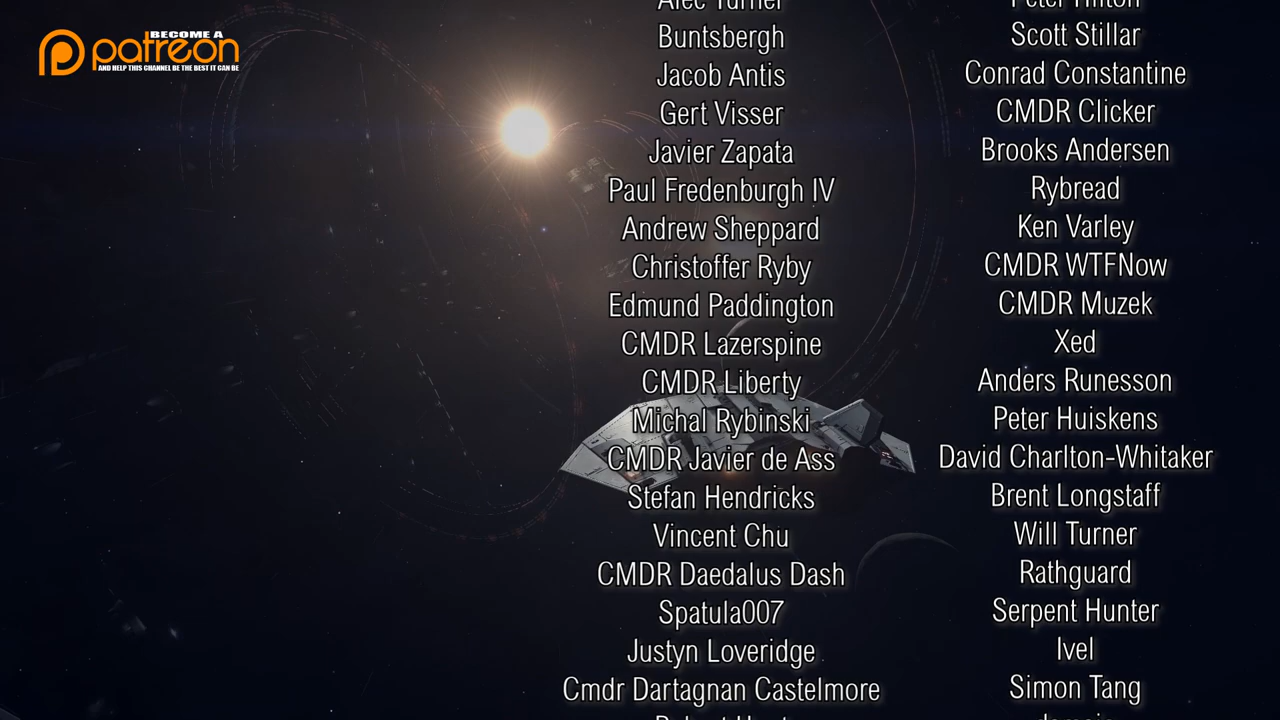 BECOME A
patreon
AND HELP THIS CHANNEL BE THE BEST IT CAN BE
Alec Turner
Buntsbergh
Jacob Antis
Gert Visser
Javier Zapata
Paul Fredenburgh IV
Andrew Sheppard
Christoffer Ryby
Edmund Paddington
CMDR Lazerspine
CMDR Liberty
Michal Rybinski
CMDR Javier de Ass
Stefan Hendricks
Vincent Chu
CMDR Daedalus Dash
Spatula007
Justyn Loveridge
Cmdr Dartagnan Castelmore
Peter Hilton
Scott Stillar
Conrad Constantine
CMDR Clicker
Brooks Andersen
Rybread
Ken Varley
CMDR WTFNow
CMDR Muzek
Xed
Anders Runesson
Peter Huiskens
David Charlton-Whitaker
Brent Longstaff
Will Turner
Rathguard
Serpent Hunter
Ivel
Simon Tang